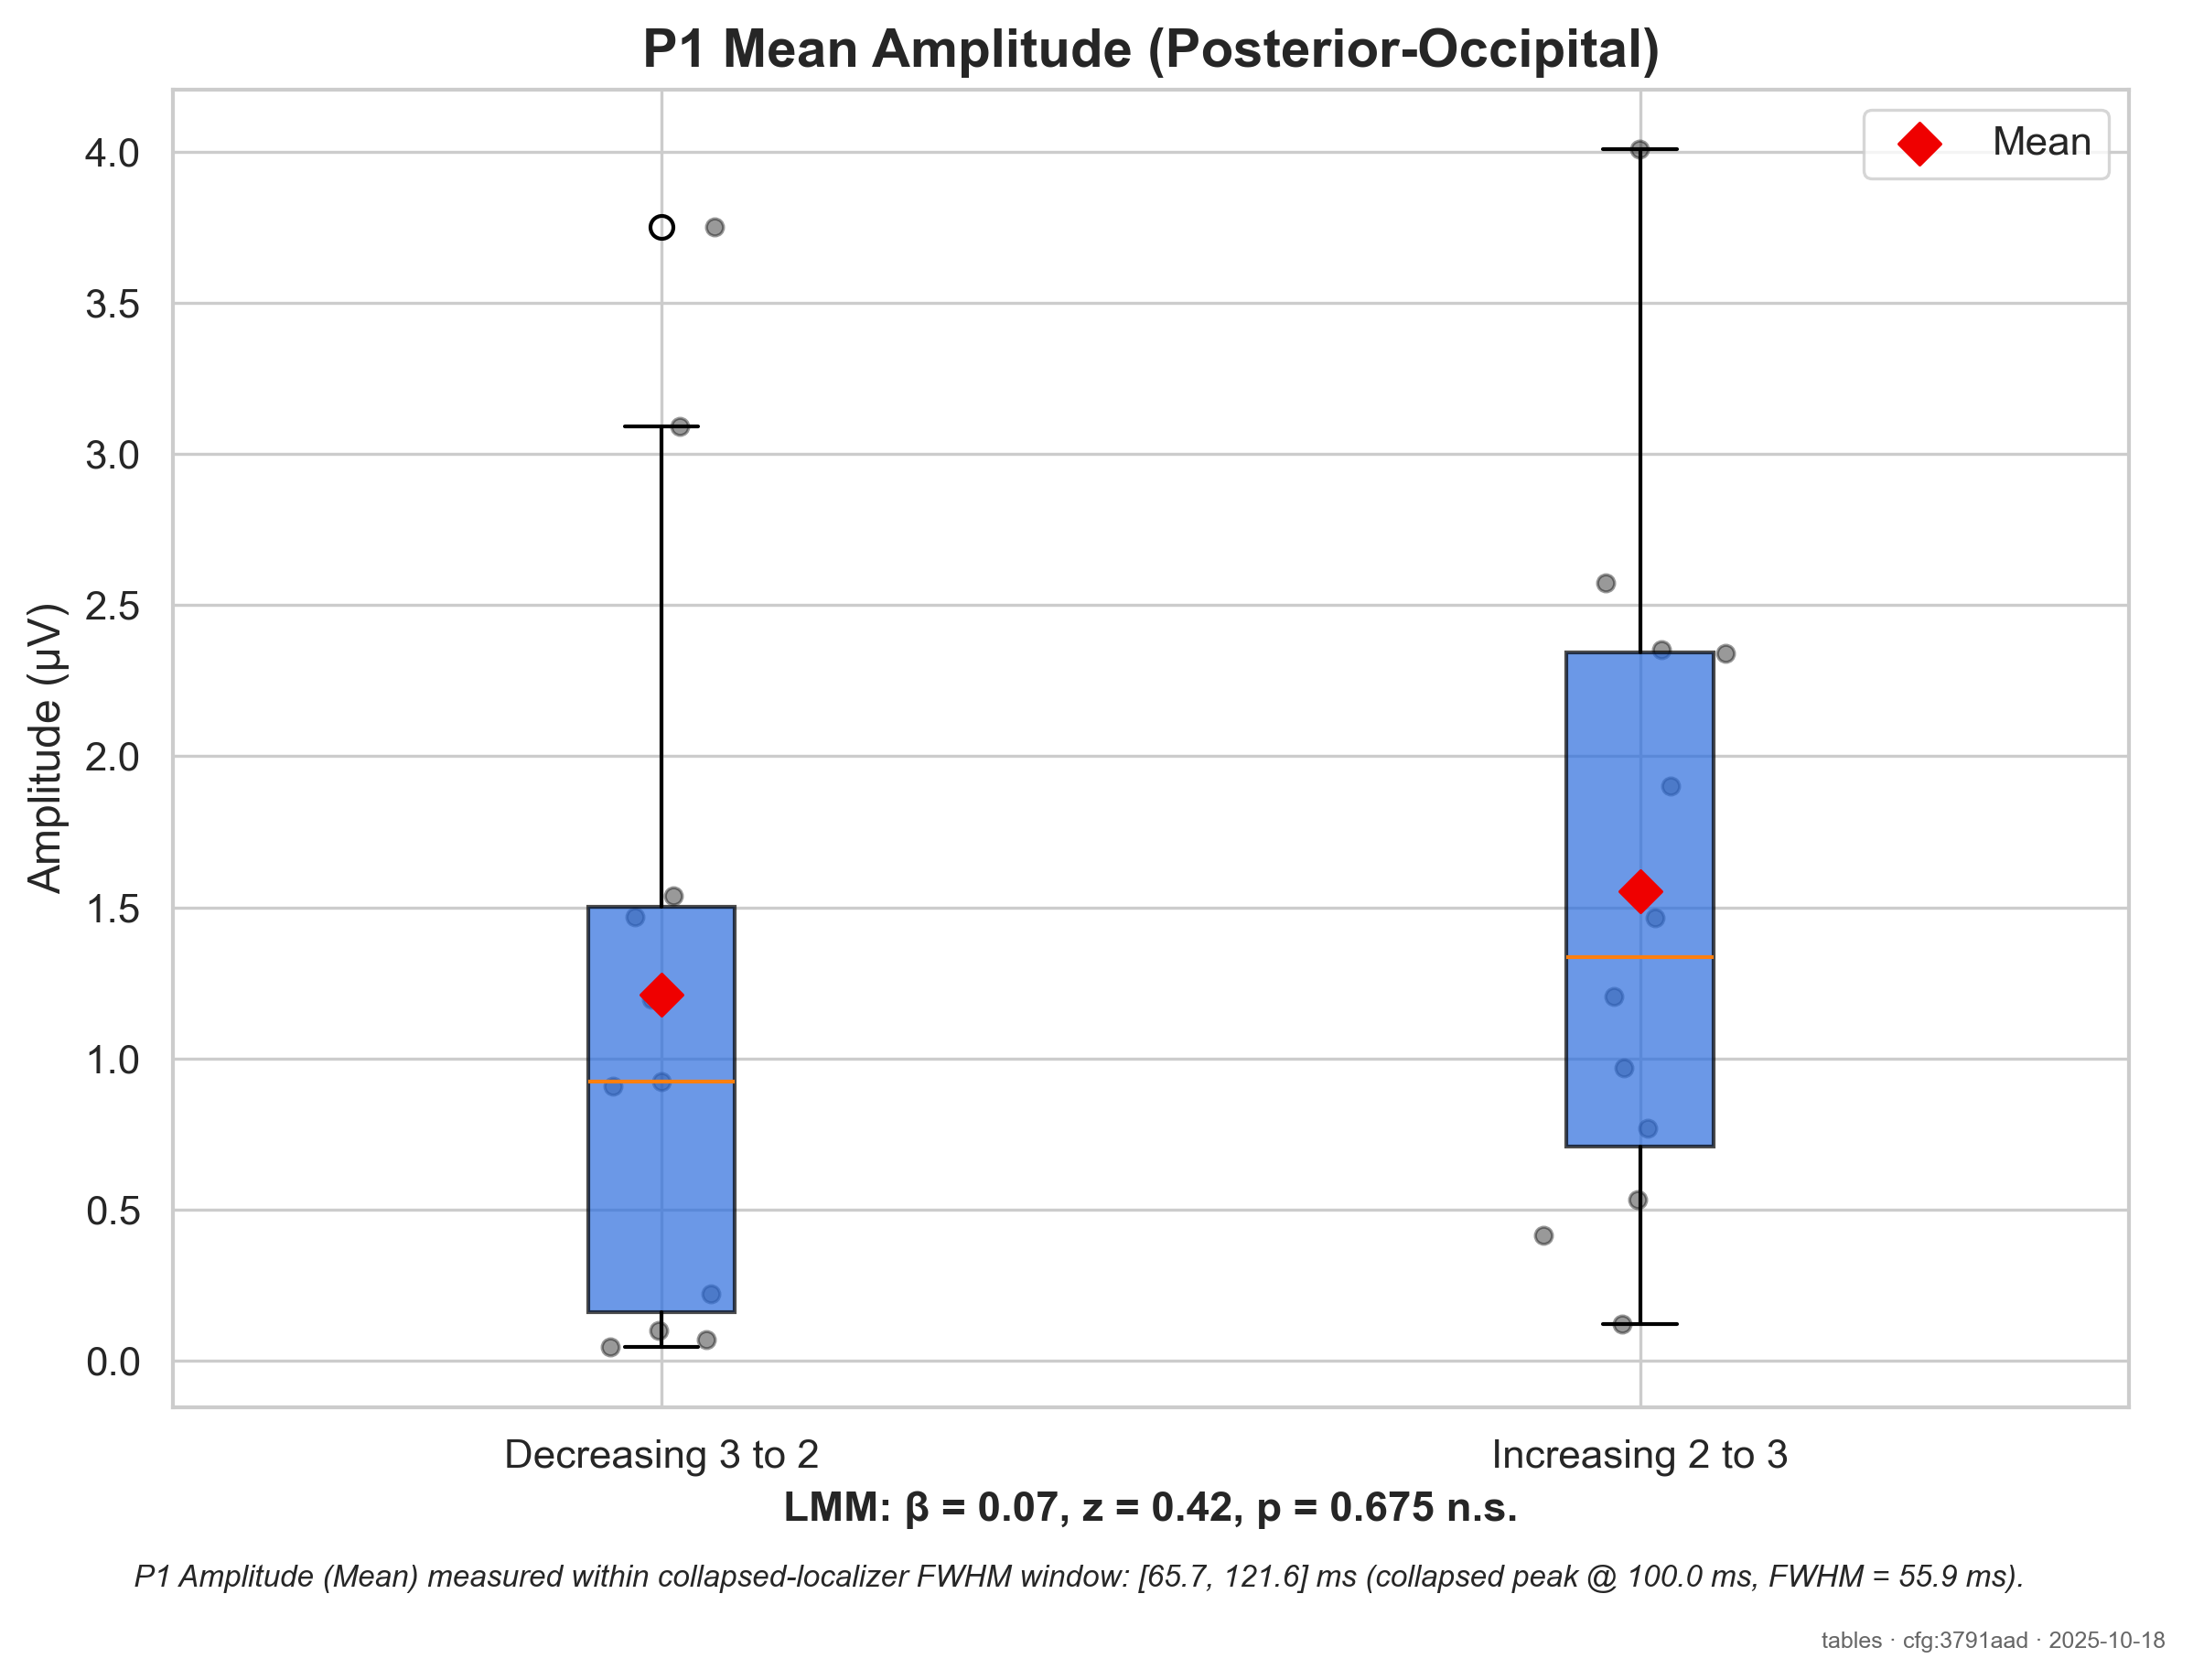 P1 Mean Amplitude (Posterior-Occipital)
Mean
4.0
3.5
3.0
2.5
2.0
1.5
1.0
0.5
0.0
Amplitude (µV)
Decreasing 3 to 2
Increasing 2 to 3
LMM: β = 0.07, z = 0.42, p = 0.675 n.s.
P1 Amplitude (Mean) measured within collapsed-localizer FWHM window: [65.7, 121.6] ms (collapsed peak @ 100.0 ms, FWHM = 55.9 ms).
tables · cfg:3791aad · 2025-10-18